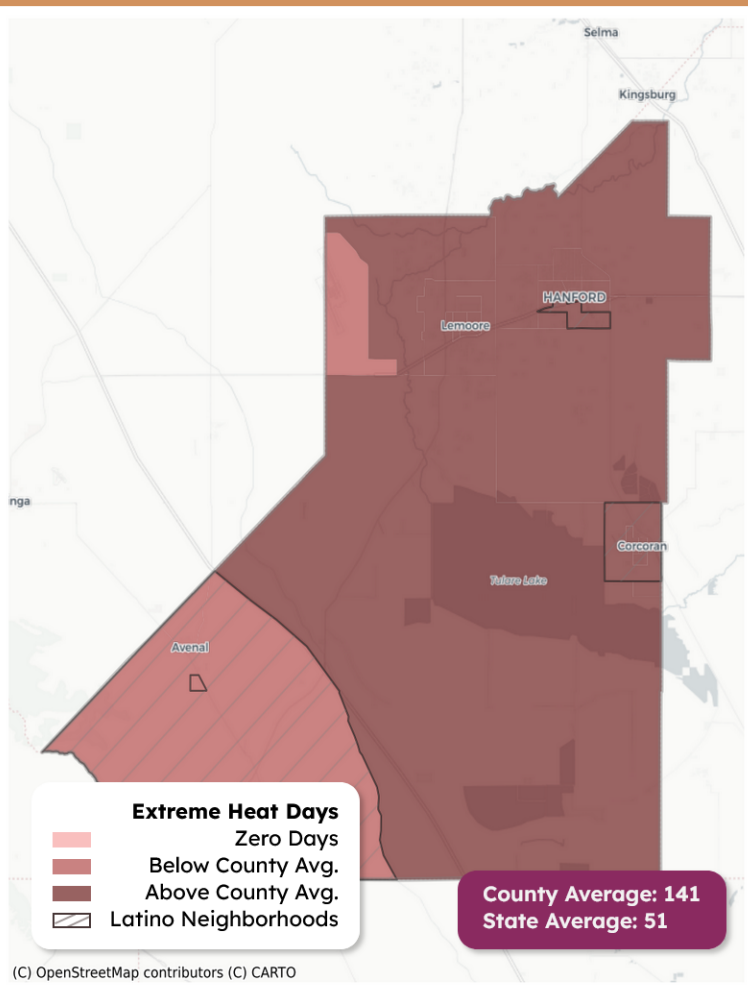 Selma
Kingsburg
HANFORD
Lemoore
nga
Corcoran
Tulare Lake
Avenal
Extreme Heat Days
Zero Days
Below County Avg.
Above County Avg.
Latino Neighborhoods
County Average: 141
State Average: 51
(C) OpenStreetMap contributors (C) CARTO